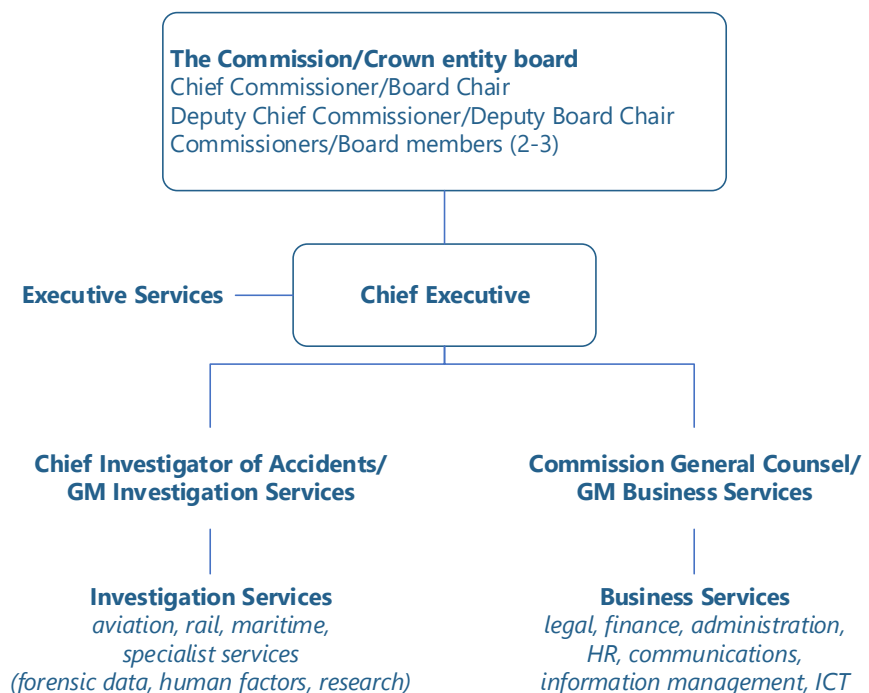 The Commission/Crown entity board
Chief Commissioner/Board Chair
Deputy Chief Commissioner/Deputy Board Chair
Commissioners/Board members (2-3)
Executive Services
Chief Executive
Chief Investigator of Accidents/
GM Investigation Services
Commission General Counsel/
GM Business Services
Investigation Services
aviation, rail, maritime,
specialist services
(forensic data, human factors, research)
Business Services
legal, finance, administration,
HR, communications,
information management, ICT